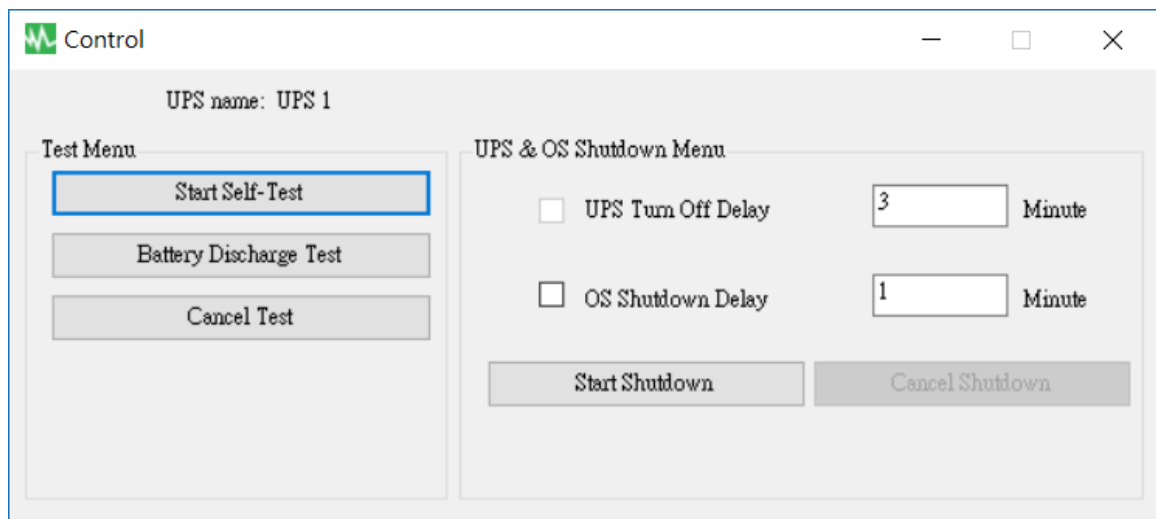 Control
UPS name: UPS 1
Test Menu
Start Self-Test
Battery Discharge Test
Cancel Test
UPS & OS Shutdown Menu
UPS Turn Off Delay 3 Minute
OS Shutdown Delay 1 Minute
Start Shutdown Cancel Shutdown